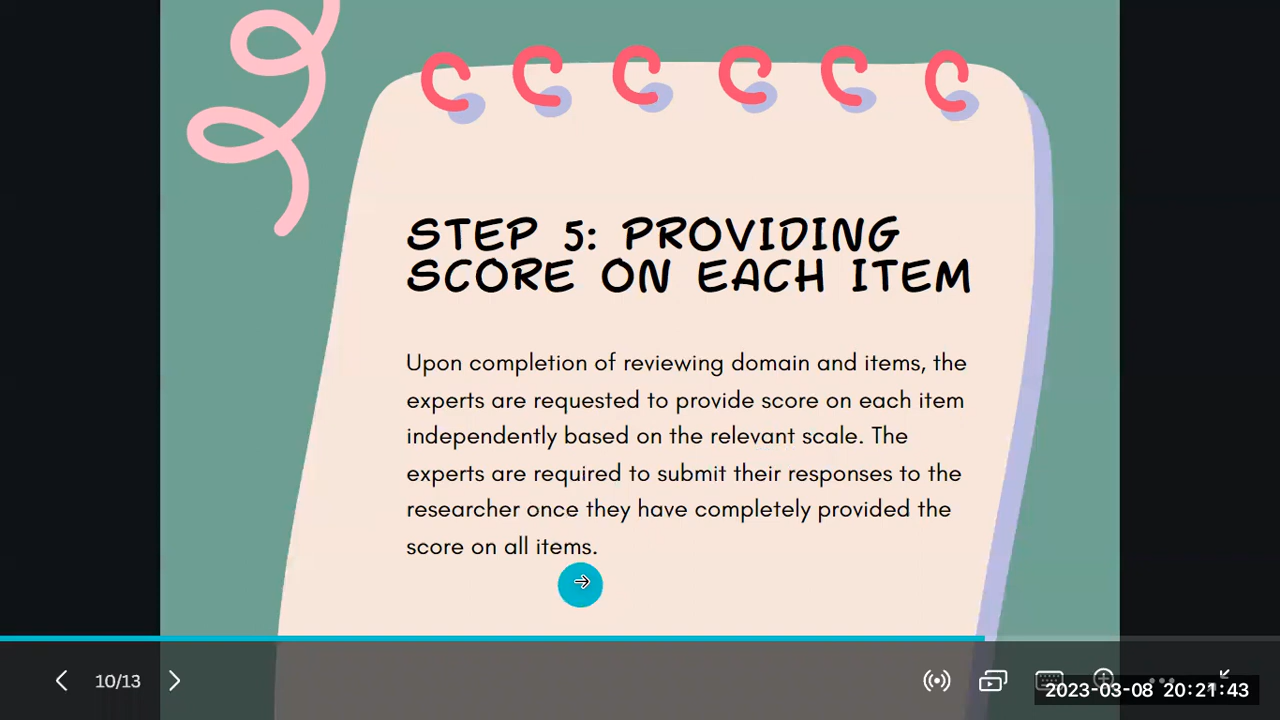 STEP 5: PROVIDING
SCORE ON EACH ITEM
Upon completion of reviewing domain and items, the
experts are requested to provide score on each item
independently based on the relevant scale. The
experts are required to submit their responses to the
researcher once they have completely provided the
score on all items.
10/13
2023-03-08 20:21:43